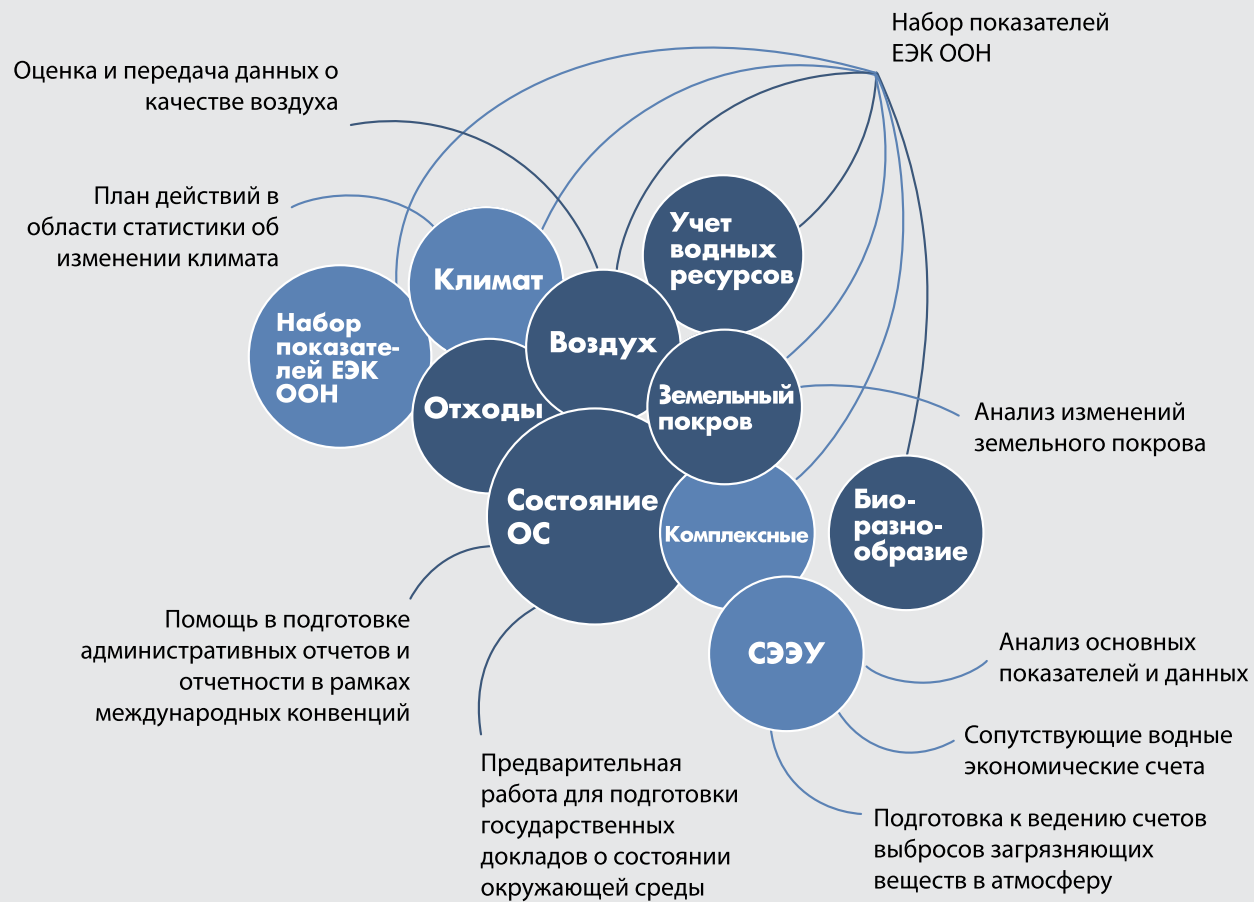 Набор показателей
ЕЭК ООН
Оценка и передача данных о
качестве воздуха
План действий в
области статистики об
изменении климата
Учет
водных
ресурсов
Климат
Набор
показате-
лей ЕЭК
ООН
Воздух
Отходы
Земельный
покров
Анализ изменений
земельного покрова
Состояние
ОС
Комплексные
Био-
разно-
образие
Помощь в подготовке
административных отчетов и
отчетности в рамках
международных конвенций
СЭЭУ
Анализ основных
показателей и данных
Сопутствующие водные
экономические счета
Предварительная
работа для подготовки
государственных
докладов о состоянии
окружающей среды
Подготовка к ведению счетов
выбросов загрязняющих
веществ в атмосферу